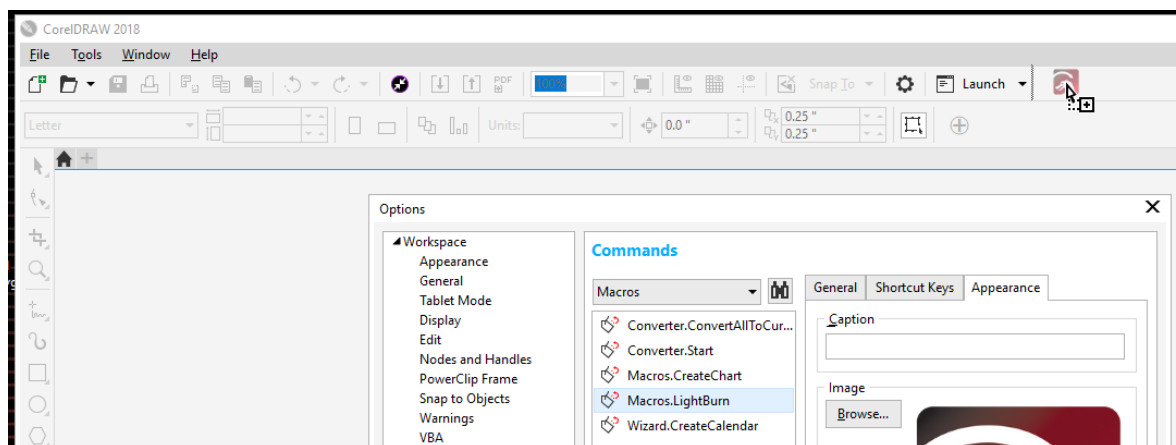 CorelDRAW 2018
File Tools Window Help
PDF 100% Snap To Launch
Letter Units: 0.0 " 0.25 "
0.25 "
Options
Workspace
Appearance
General
Tablet Mode
Display
Edit
Nodes and Handles
PowerClip Frame
Snap to Objects
Warnings
VBA
Commands
Macros
Converter.ConvertAllToCur...
Converter.Start
Macros.CreateChart
Macros.LightBurn
Wizard.CreateCalendar
General Shortcut Keys Appearance
Caption
Image
Browse...